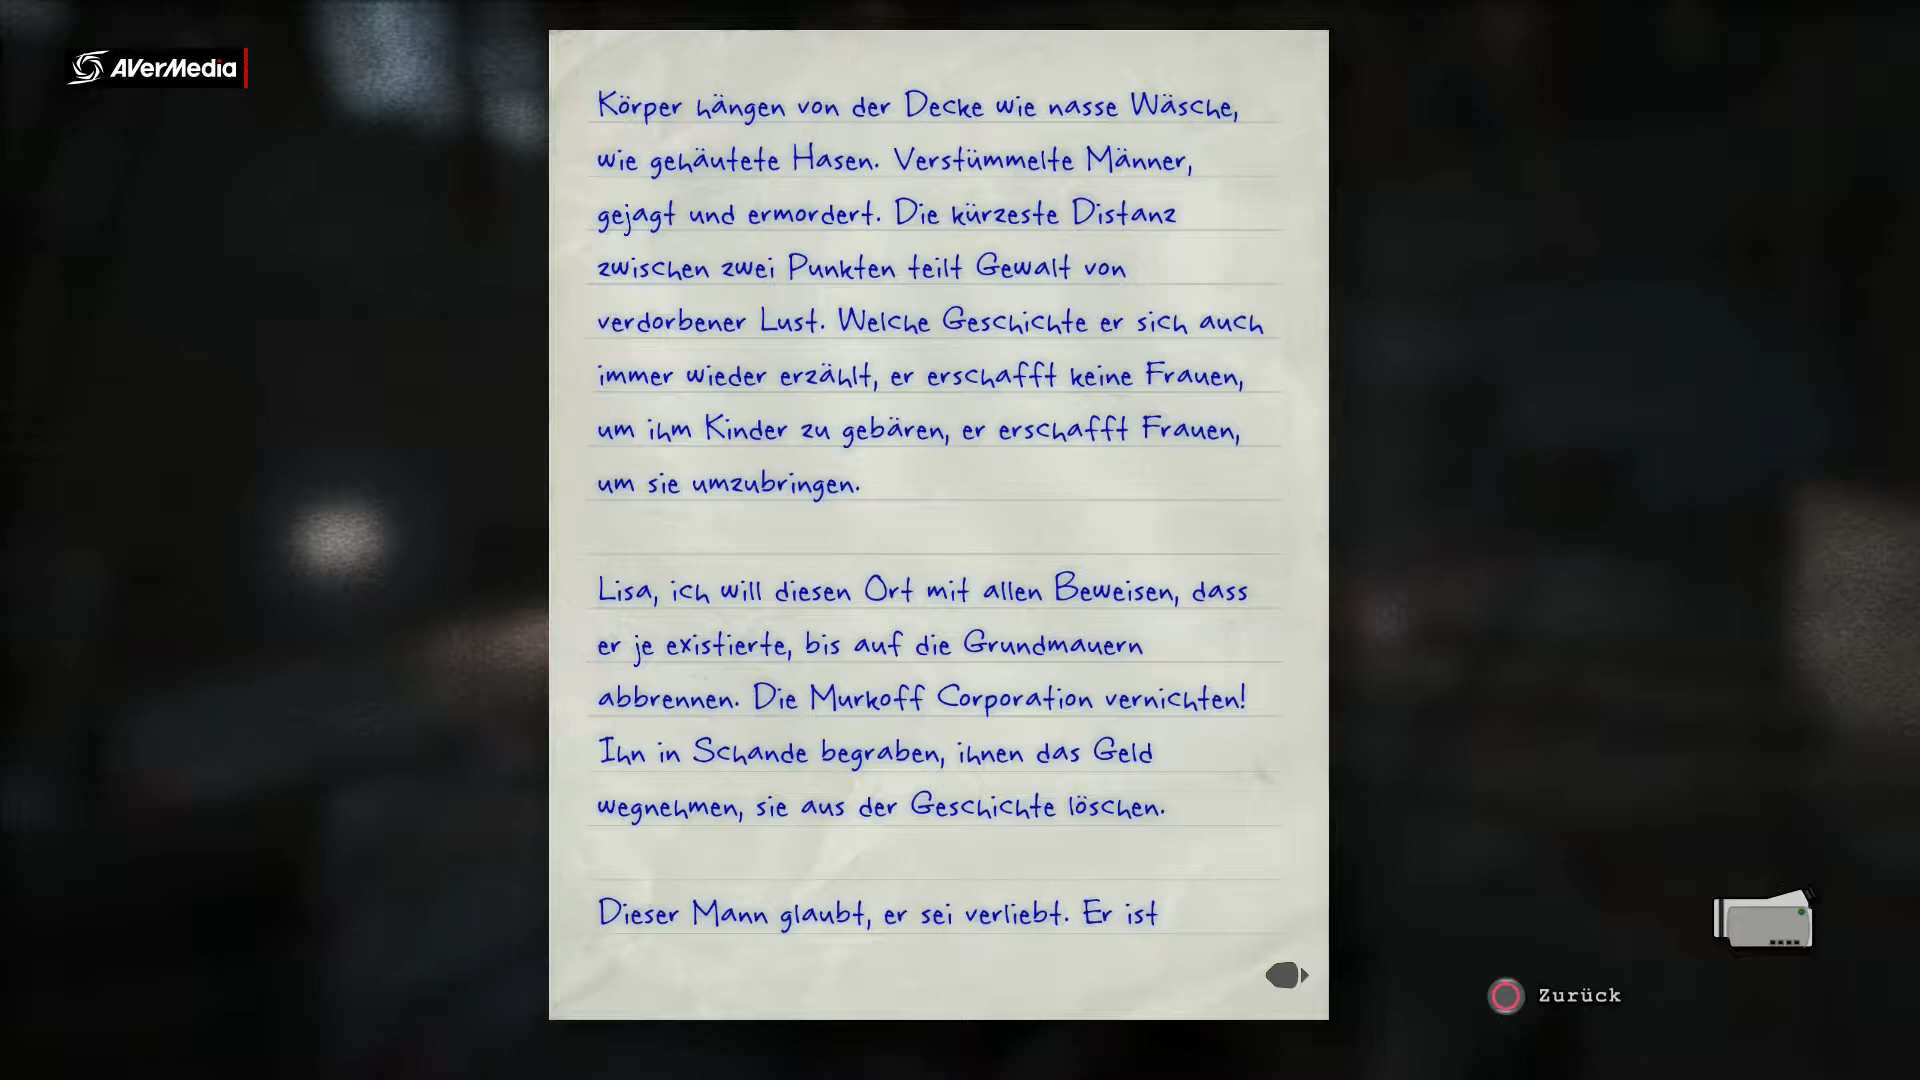 AVerMedia
Körper hängen von der Decke wie nasse Wäsche,
wie gehäutete Hasen. Verstümmelte Männer,
gejagt und ermordert. Die kürzeste Distanz
zwischen zwei Punkten teilt Gewalt von
verdorbener Lust. Welche Geschichte er sich auch
immer wieder erzählt, er erschafft keine Frauen,
um ihm Kinder zu gebären, er erschafft Frauen,
um sie umzubringen.
Lisa, ich will diesen Ort mit allen Beweisen, dass
er je existierte, bis auf die Grundmauern
abbrennen. Die Murkoff Corporation vernichten!
Ihn in Schande begraben, ihnen das Geld
wegnehmen, sie aus der Geschichte löschen.
Dieser Mann glaubt, er sei verliebt. Er ist
Zurück